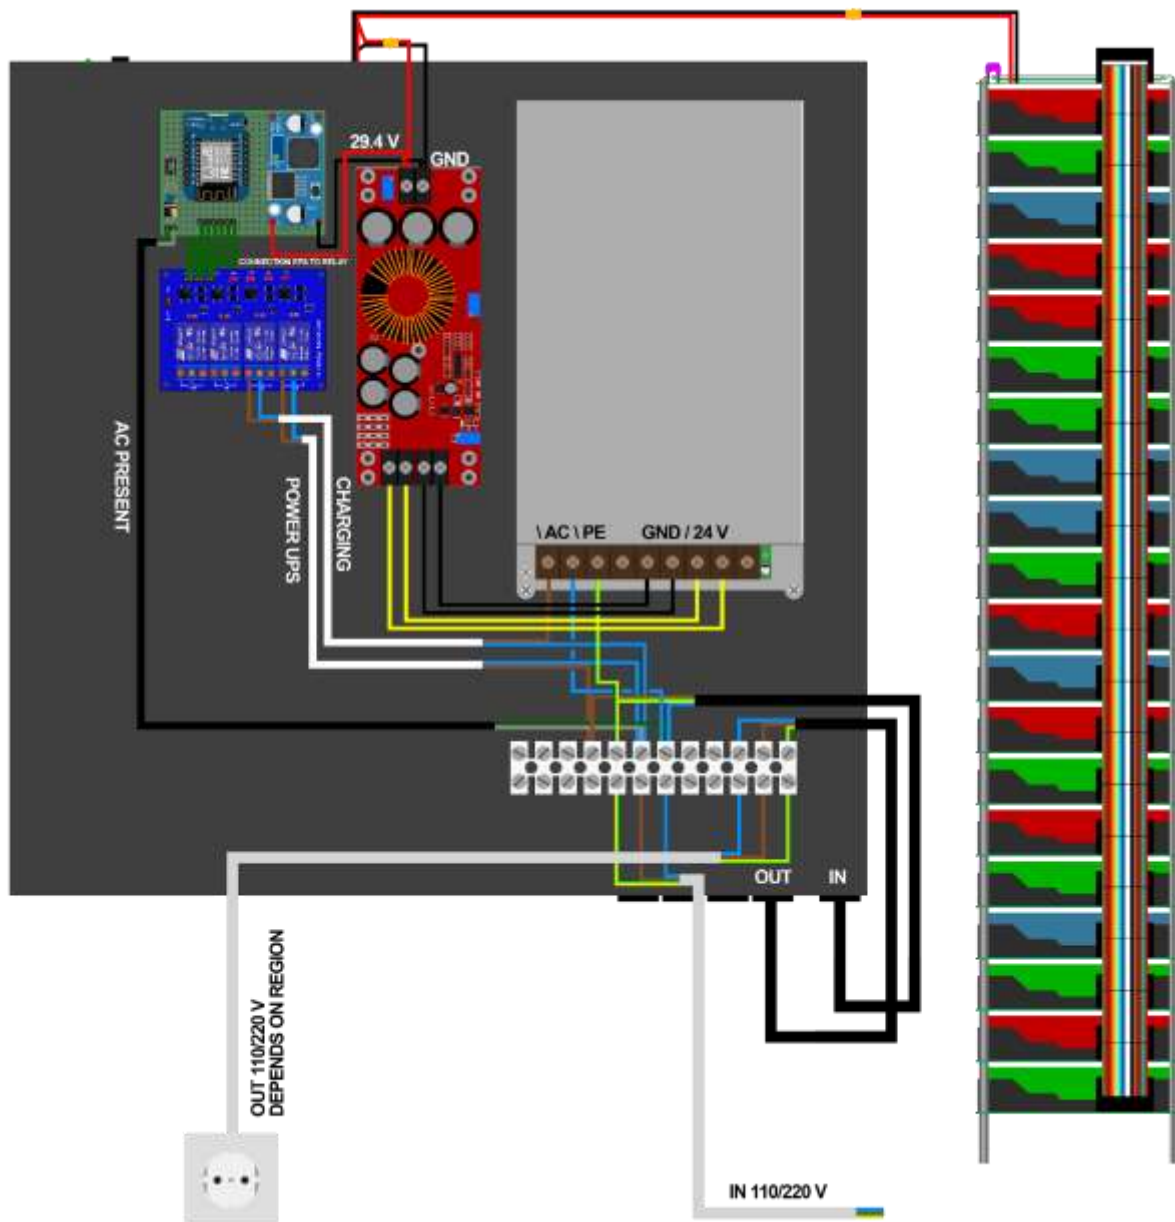 29.4 V
GND
CONNECTION PFA TO RELAY
AC PRESENT
POWER UPS
CHARGING
\ AC \ PE GND / 24 V
OUT IN
OUT 110/220 V
DEPENDS ON REGION
IN 110/220 V